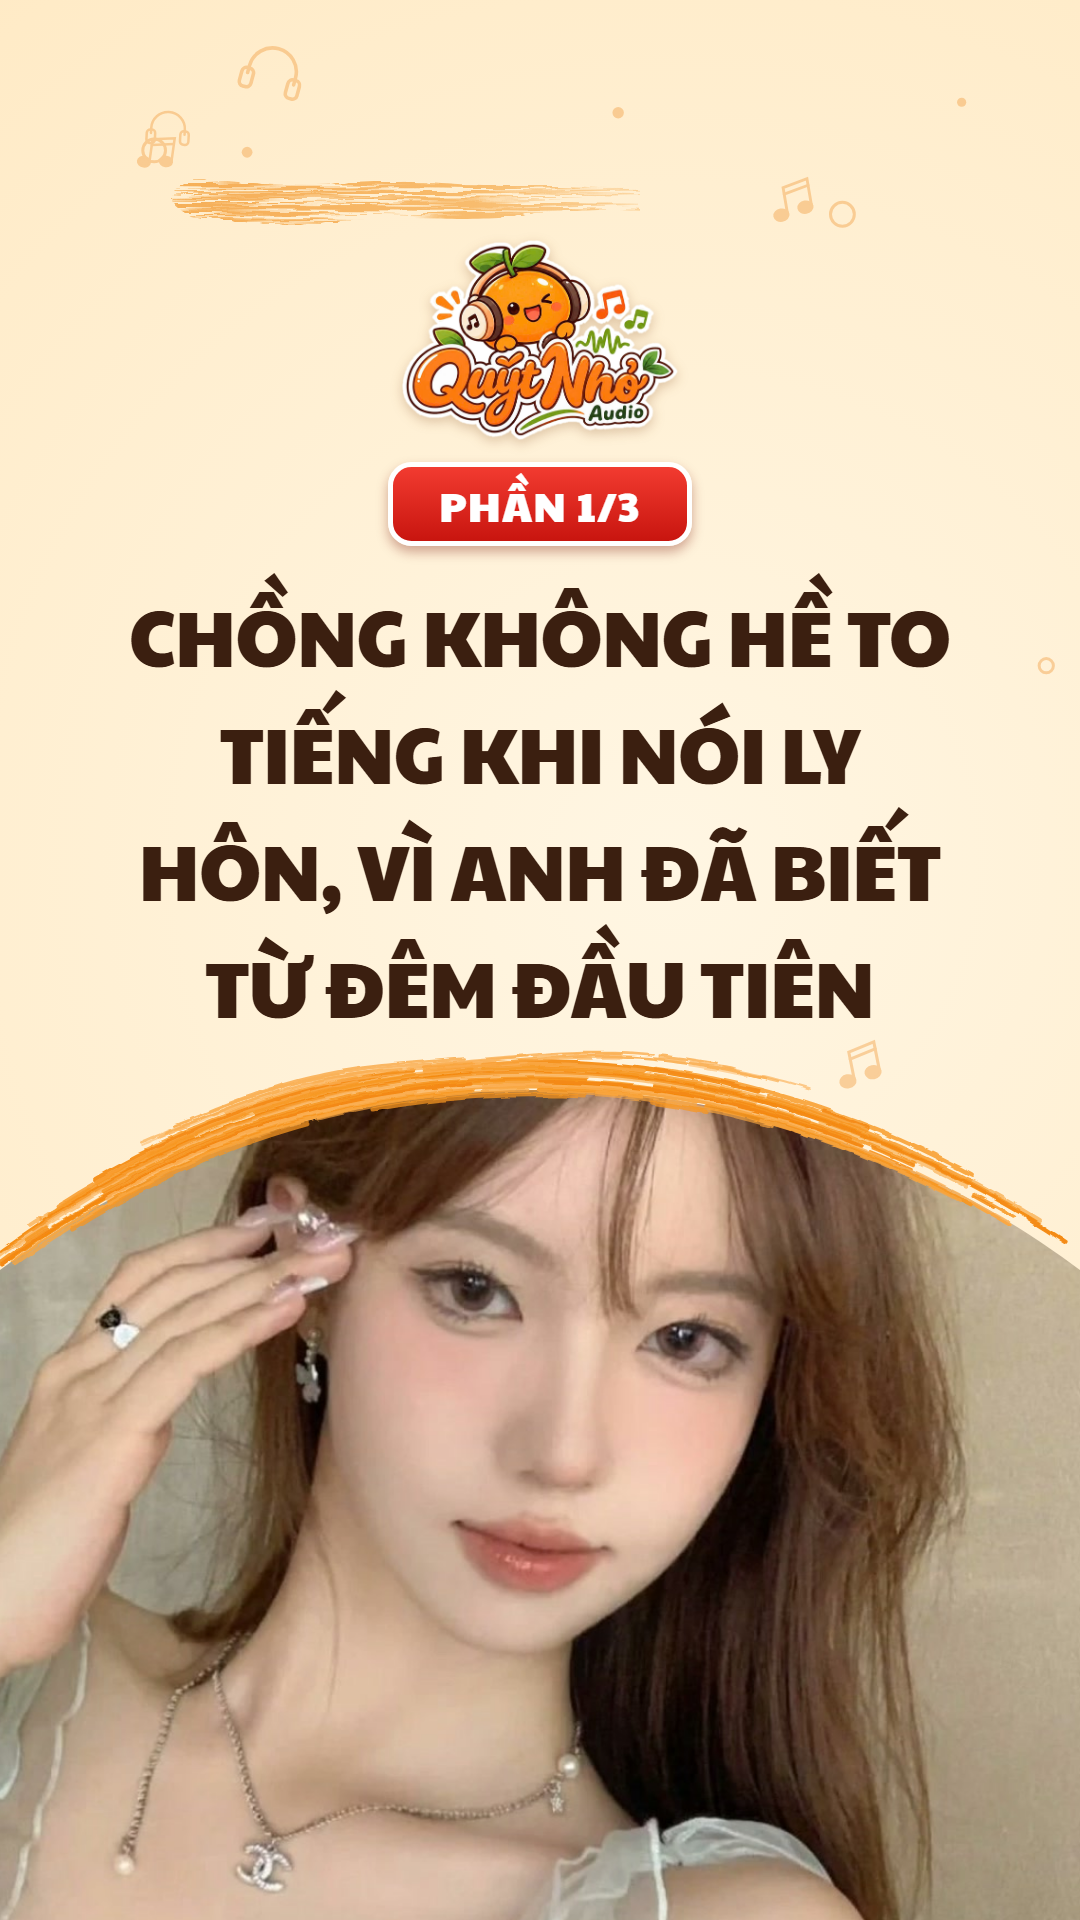 Quýt Nhỏ
Audio
PHẦN 1/3
CHỒNG KHÔNG HỀ TO
TIẾNG KHI NÓI LY
HÔN, VÌ ANH ĐÃ BIẾT
TỪ ĐÊM ĐẦU TIÊN